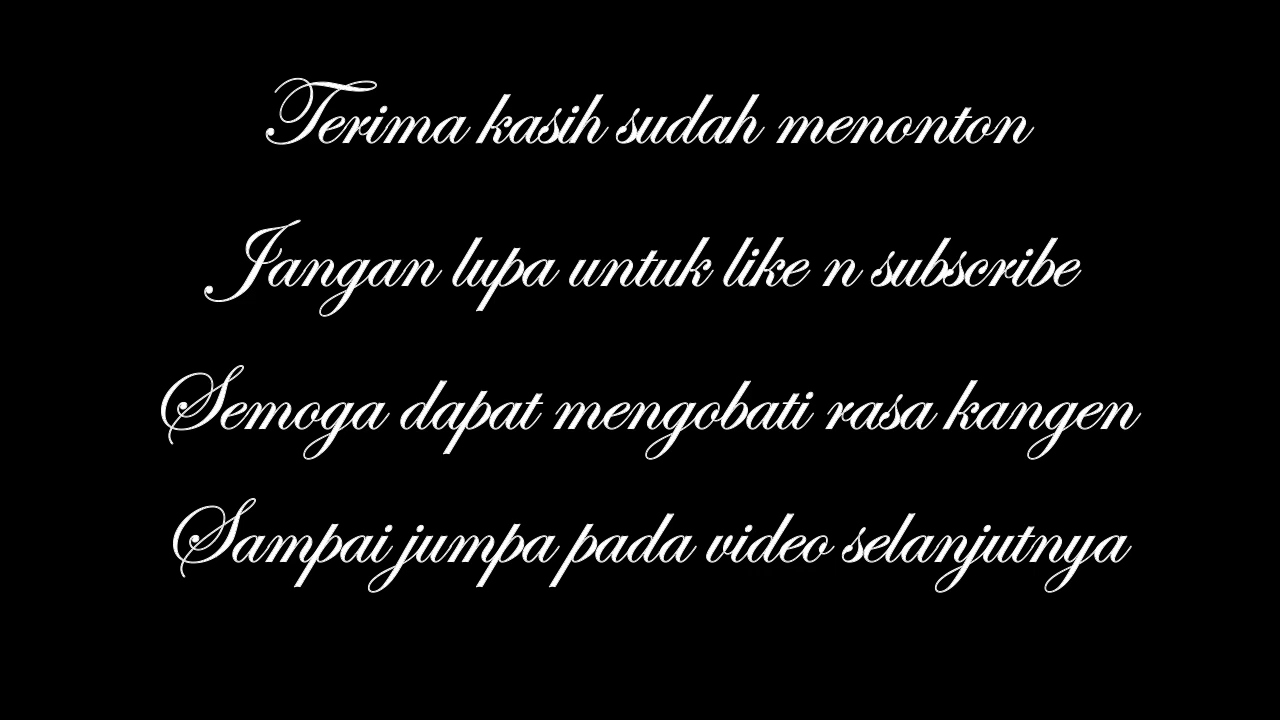 Terima kasih sudah menonton
Jangan lupa untuk like n subscribe
Semoga dapat mengobati rasa kangen
Sampai jumpa pada video selanjutnya